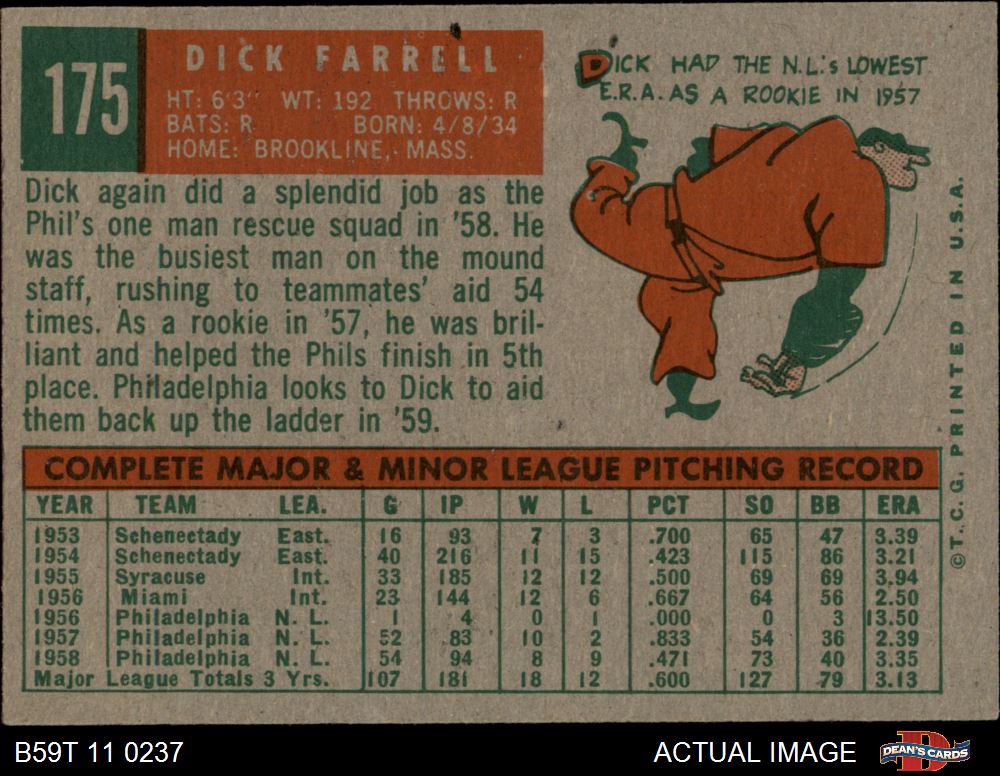 175
DICK FARRELL
HT: 6'3" WT: 192 THROWS: R
BATS: R BORN: 4/8/34
HOME: BROOKLINE, MASS.
DICK HAD THE N.L.'s LOWEST
E.R.A. AS A ROOKIE IN 1957
Dick again did a splendid job as the
Phil's one man rescue squad in '58. He
was the busiest man on the mound
staff, rushing to teammates' aid 54
times. As a rookie in '57, he was bril-
liant and helped the Phils finish in 5th
place. Philadelphia looks to Dick to aid
them back up the ladder in '59.
COMPLETE MAJOR & MINOR LEAGUE PITCHING RECORD
YEAR TEAM LEA. G IP W L PCT SO BB ERA
1953 Schenectady East. 16 93 7 3 .700 65 47 3.39
1954 Schenectady East. 40 216 11 15 .423 115 86 3.21
1955 Syracuse Int. 33 185 12 12 .500 69 69 3.94
1956 Miami Int. 23 144 12 6 .667 64 56 2.50
1956 Philadelphia N. L. 1 4 0 1 .000 0 3 13.50
1957 Philadelphia N. L. 52 83 10 2 .833 54 36 2.39
1958 Philadelphia N. L. 54 94 8 9 .471 73 40 3.35
Major League Totals 3 Yrs. 107 181 18 12 .600 127 79 3.13
© T. C. G. PRINTED IN U.S.A.
B59T 11 0237
ACTUAL IMAGE
D
DEAN'S CARDS